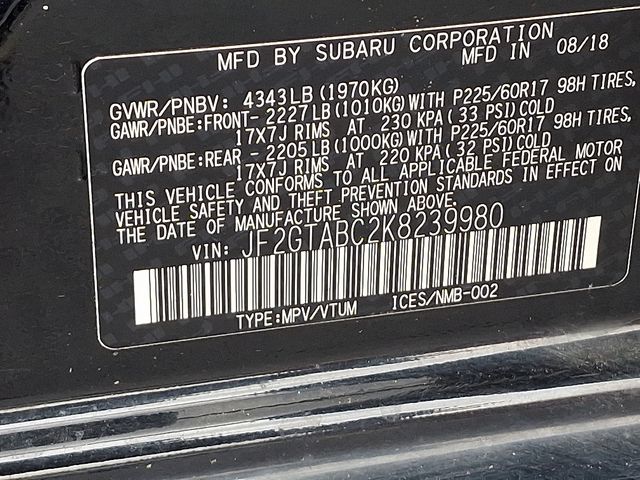 MFD BY SUBARU CORPORATION
MFD IN 08/18
GVWR/PNBV: 4343LB(1970KG)
GAWR/PNBE:FRONT-2227LB(1010KG)WITH P225/60R17 98H TIRES,
17X7J RIMS AT 230 KPA(33 PSI)COLD
GAWR/PNBE:REAR -2205LB(1000KG)WITH P225/60R17 98H TIRES,
17X7J RIMS AT 220 KPA(32 PSI)COLD
THIS VEHICLE CONFORMS TO ALL APPLICABLE FEDERAL MOTOR
VEHICLE SAFETY AND THEFT PREVENTION STANDARDS IN EFFECT ON
THE DATE OF MANUFACTURE SHOWN ABOVE.
VIN: JF2GTABC2K8239980
TYPE:MPV/VTUM ICES/NMB-002